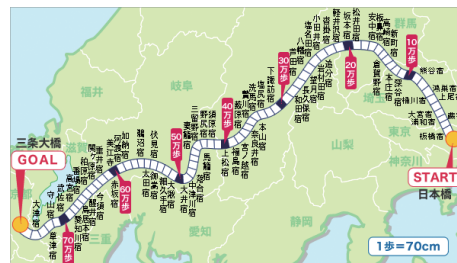 三条大橋
GOAL
START
日本橋
1歩=70cm
群馬
埼玉
東京
神奈川
山梨
静岡
愛知
岐阜
福井
滋賀
三重
10万歩
20万歩
30万歩
40万歩
50万歩
60万歩
70万歩
板橋宿
浦和宿
大宮宿
上尾宿
桶川宿
鴻巣宿
熊谷宿
深谷宿
本庄宿
新町宿
倉賀野宿
高崎宿
板鼻宿
安中宿
松井田宿
坂本宿
軽井沢宿
沓掛宿
追分宿
小田井宿
岩村田宿
塩名田宿
八幡宿
望月宿
芦田宿
長久保宿
和田宿
下諏訪宿
塩尻宿
洗馬宿
本山宿
贄川宿
奈良井宿
藪原宿
宮ノ越宿
福島宿
上松宿
須原宿
野尻宿
三留野宿
妻籠宿
馬籠宿
落合宿
中津川宿
大井宿
大湫宿
細久手宿
御嵩宿
伏見宿
太田宿
鵜沼宿
加納宿
河渡宿
美江寺宿
赤坂宿
垂井宿
関ヶ原宿
今須宿
柏原宿
醒井宿
番場宿
鳥居本宿
高宮宿
愛知川宿
武佐宿
守山宿
草津宿
大津宿